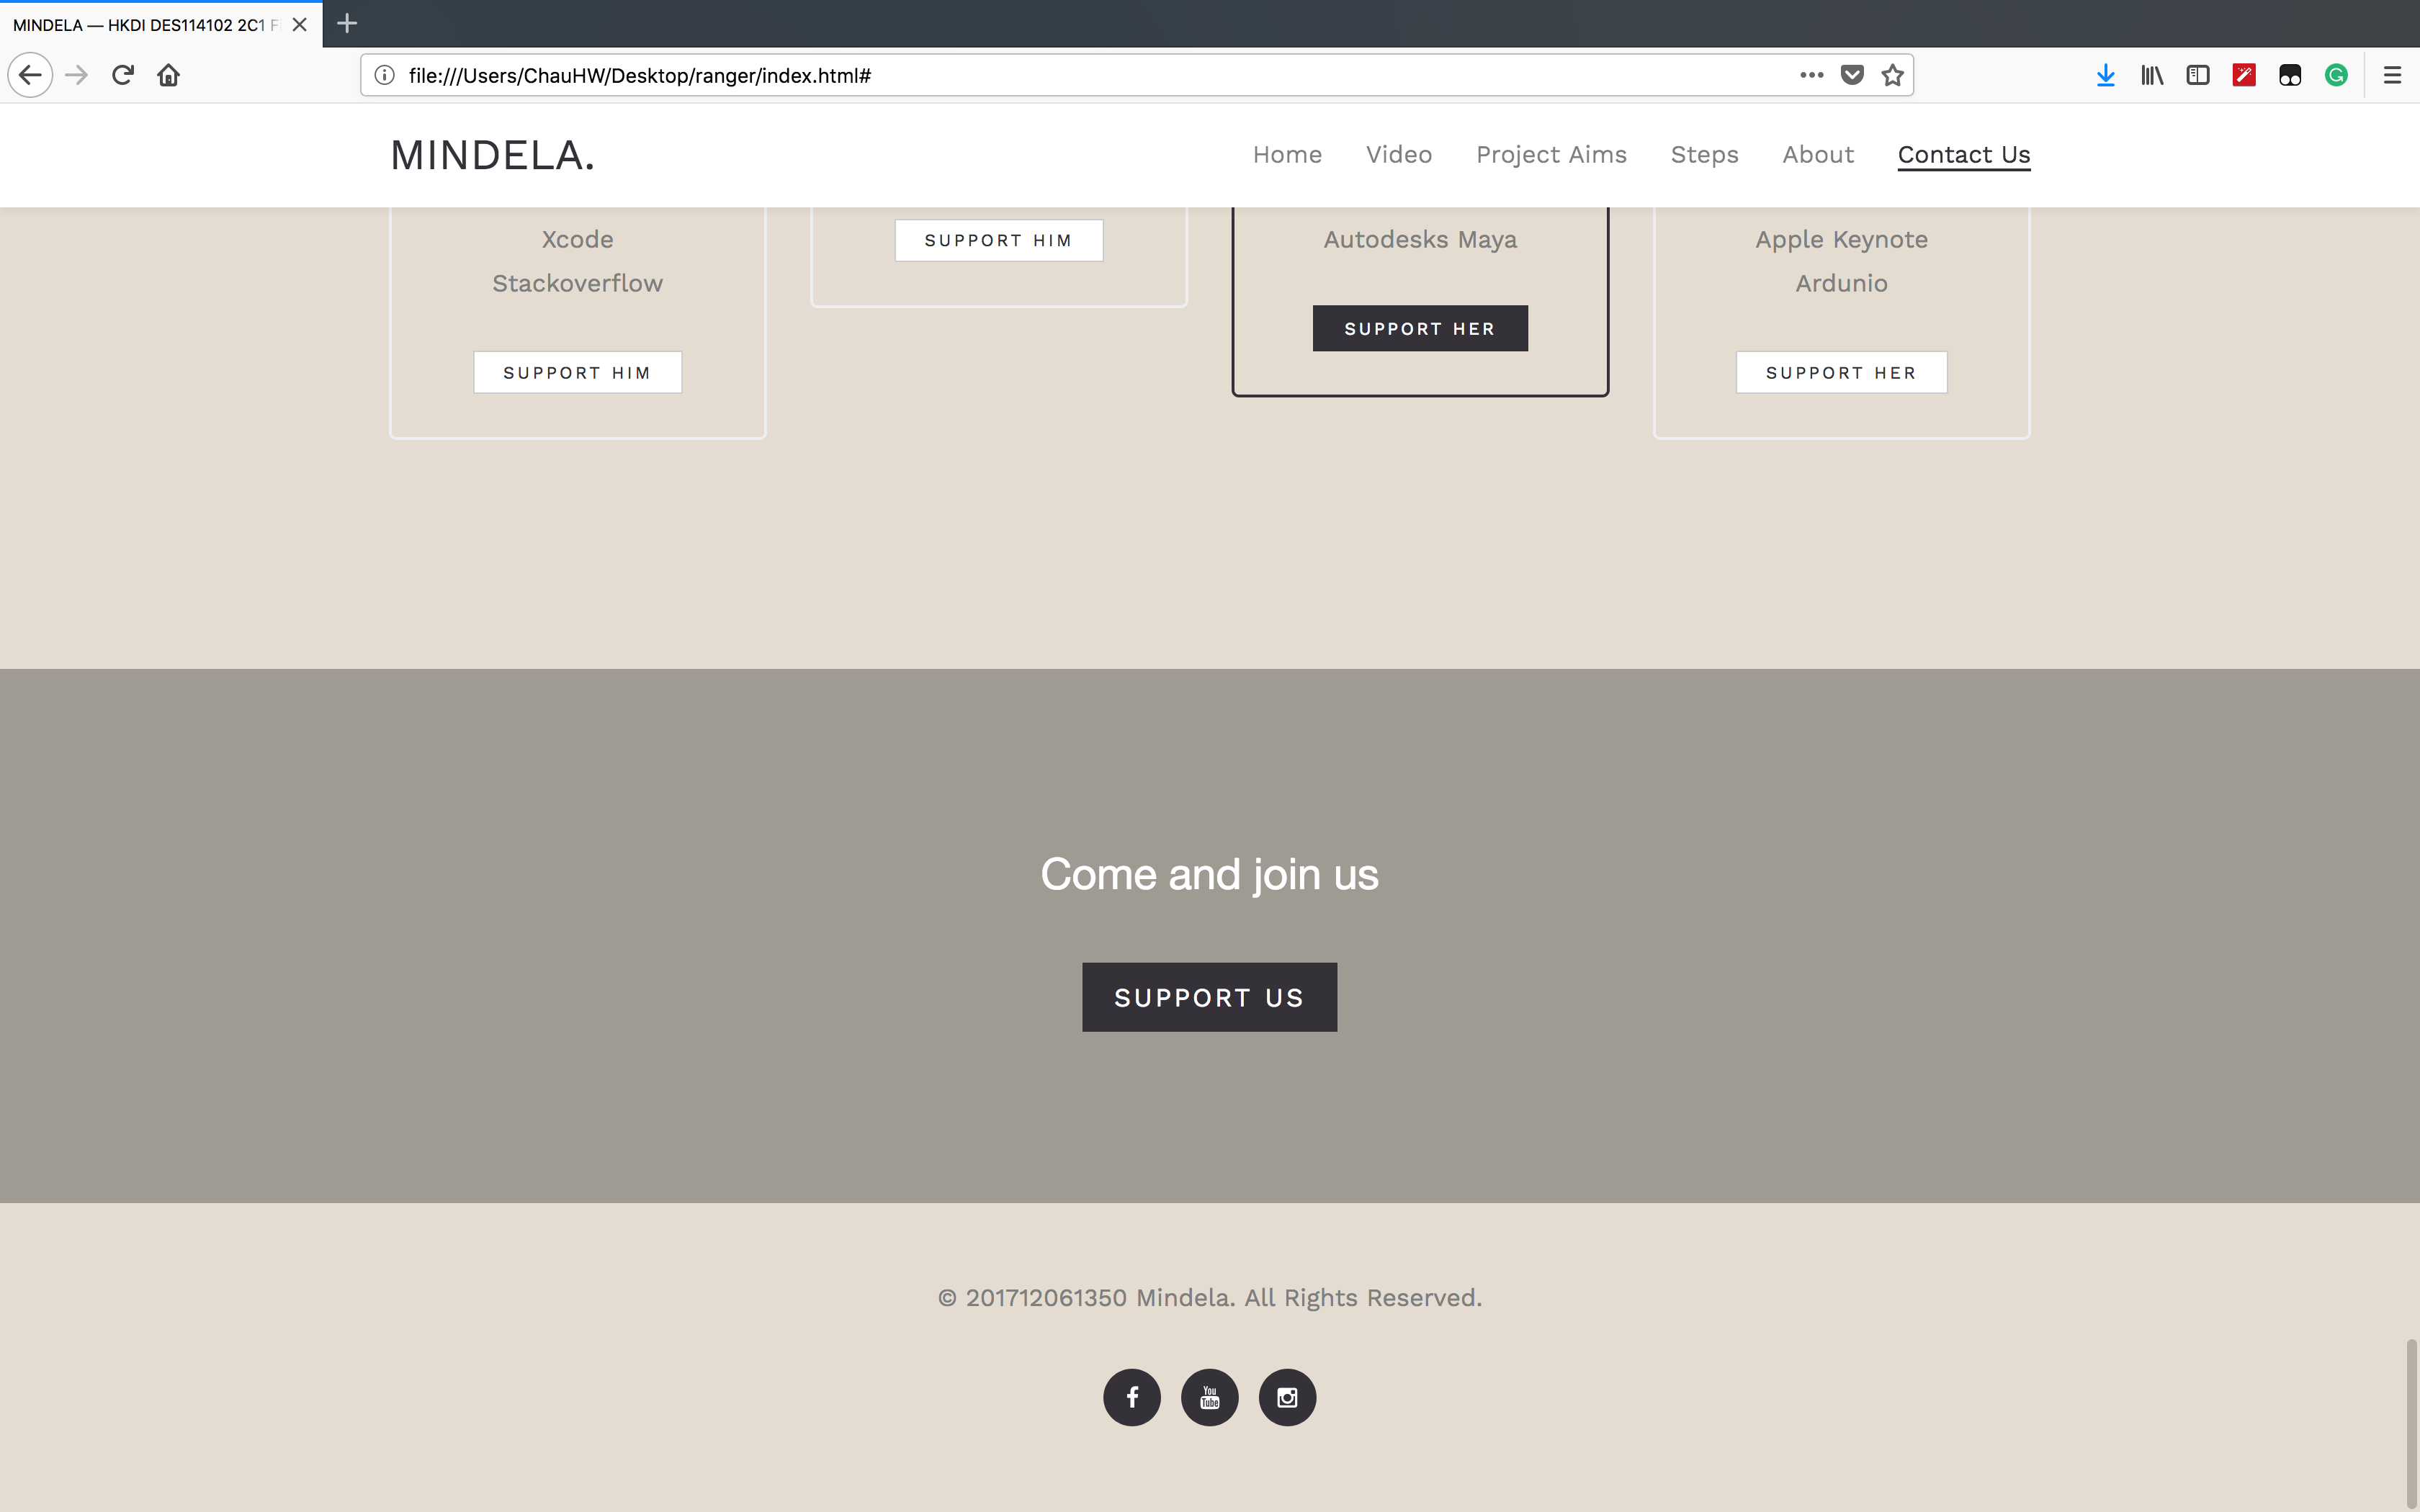 MINDELA — HKDI DES114102 2C1
file:///Users/ChauHW/Desktop/ranger/index.html#
MINDELA.
Home Video Project Aims Steps About Contact Us
Xcode
Stackoverflow
SUPPORT HIM
SUPPORT HIM
Autodesks Maya
SUPPORT HER
Apple Keynote
Ardunio
SUPPORT HER
Come and join us
SUPPORT US
© 201712061350 Mindela. All Rights Reserved.
You
Tube